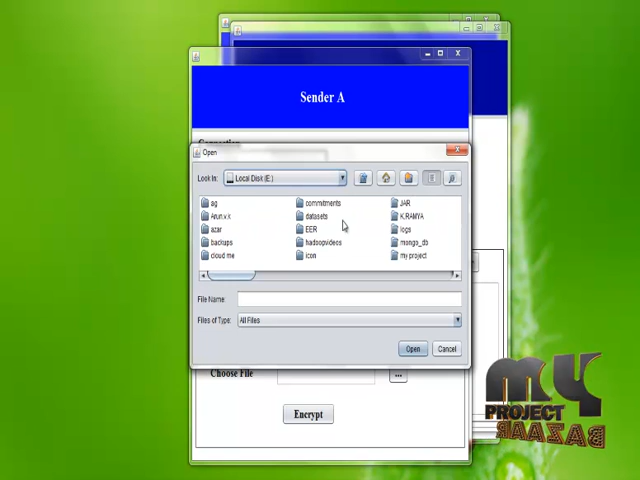 Sender A
Open
Look In:
Local Disk (E:)
ag
commitments
JAR
Arun.v.k
datasets
K.RAMYA
azar
EER
logs
backups
hadoopvideos
mongo_db
cloud me
icon
my project
File Name:
Files of Type:
All Files
Open
Cancel
Choose File
...
Encrypt
MY
PROJECT
BAZAAR